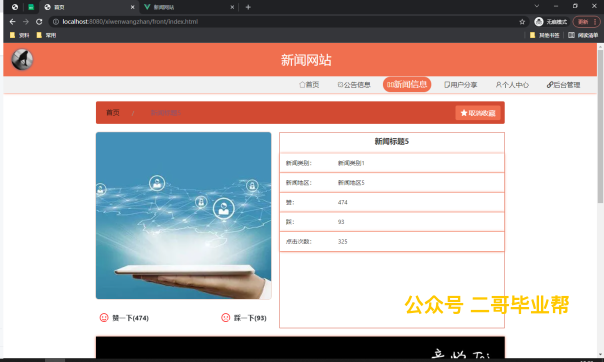 首页
新闻网站
localhost:8080/xiwenwangzhan/front/index.html
无痕模式
更新
资料
常用
其他书签
阅读清单
新闻网站
首页
公告信息
新闻信息
用户分享
个人中心
后台管理
首页
取消收藏
新闻标题5
新闻类别: 新闻类别1
新闻地区: 新闻地区5
赞: 474
踩: 93
点击次数: 325
公众号 二哥毕业帮
赞一下(474)
踩一下(93)